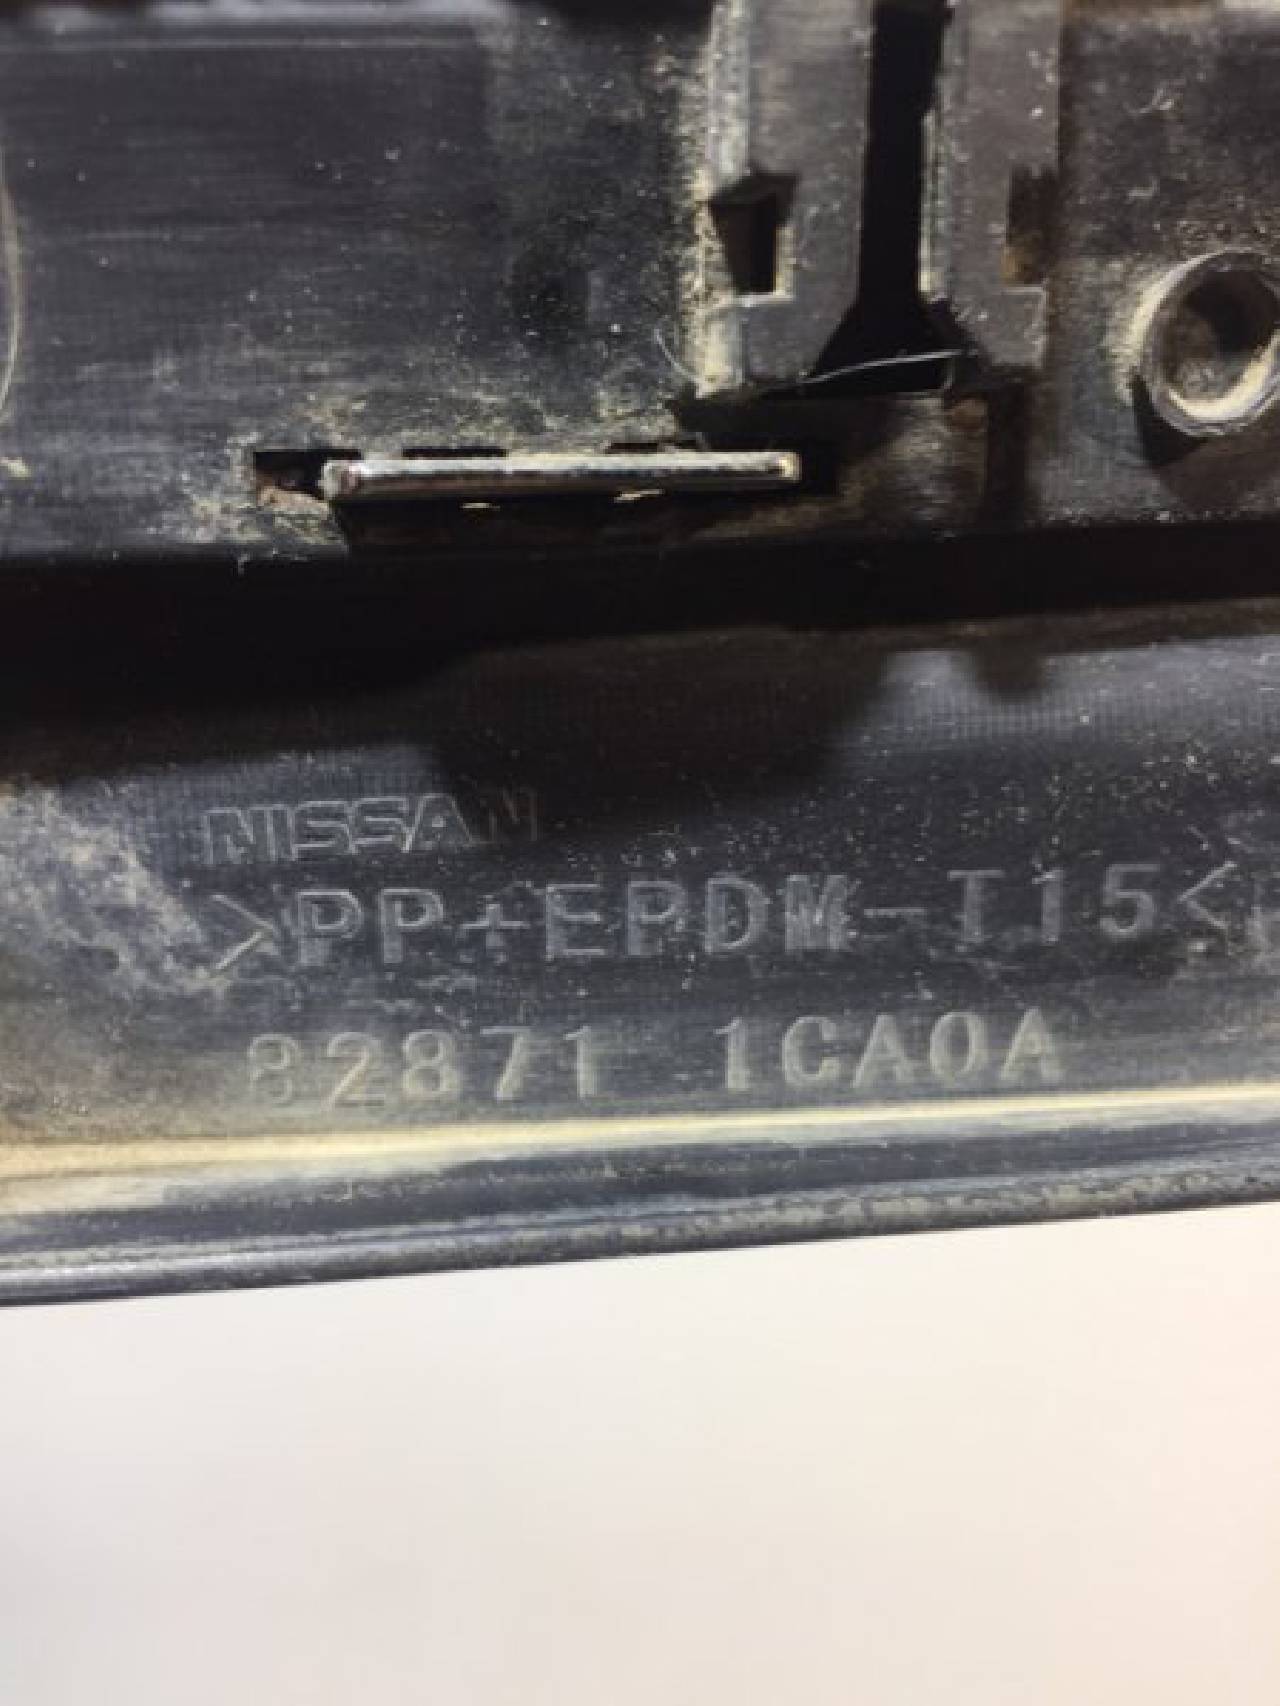 NISSAN
>PP+EPDM-T15<
82871 1CA0A